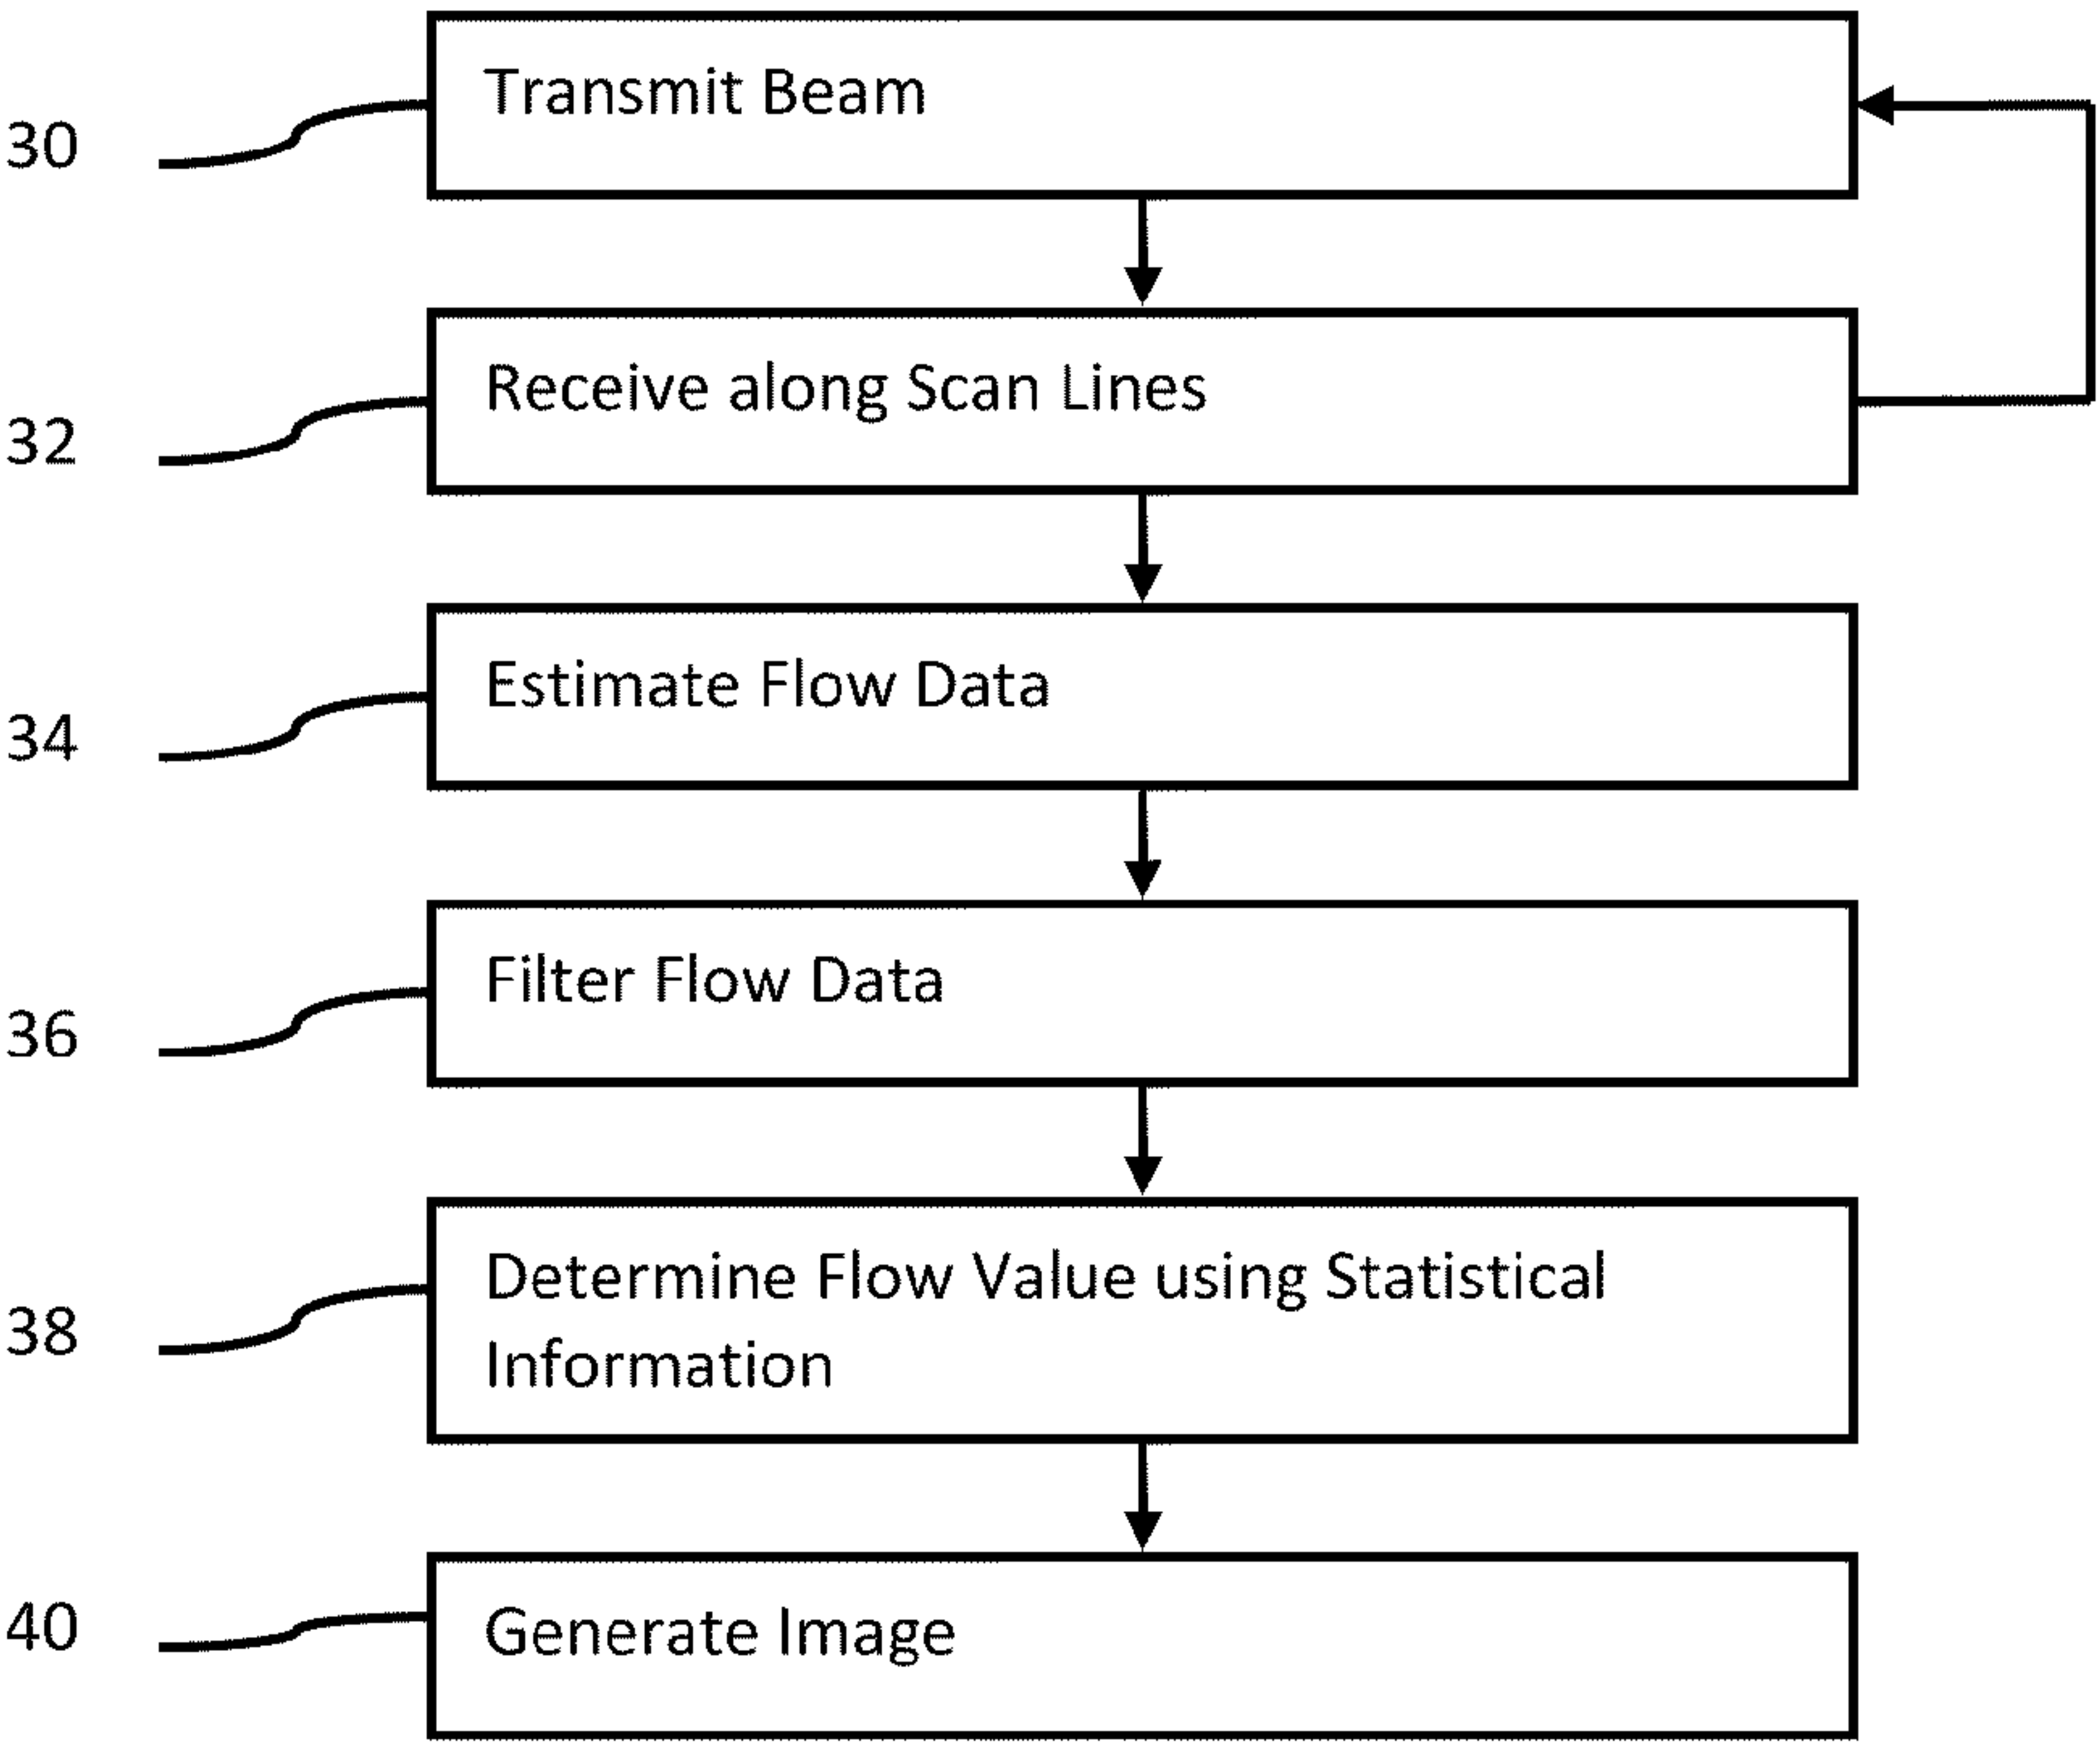 Transmit Beam
30
Receive along Scan Lines
32
Estimate Flow Data
34
Filter Flow Data
36
Determine Flow Value using Statistical
Information
38
Generate Image
40